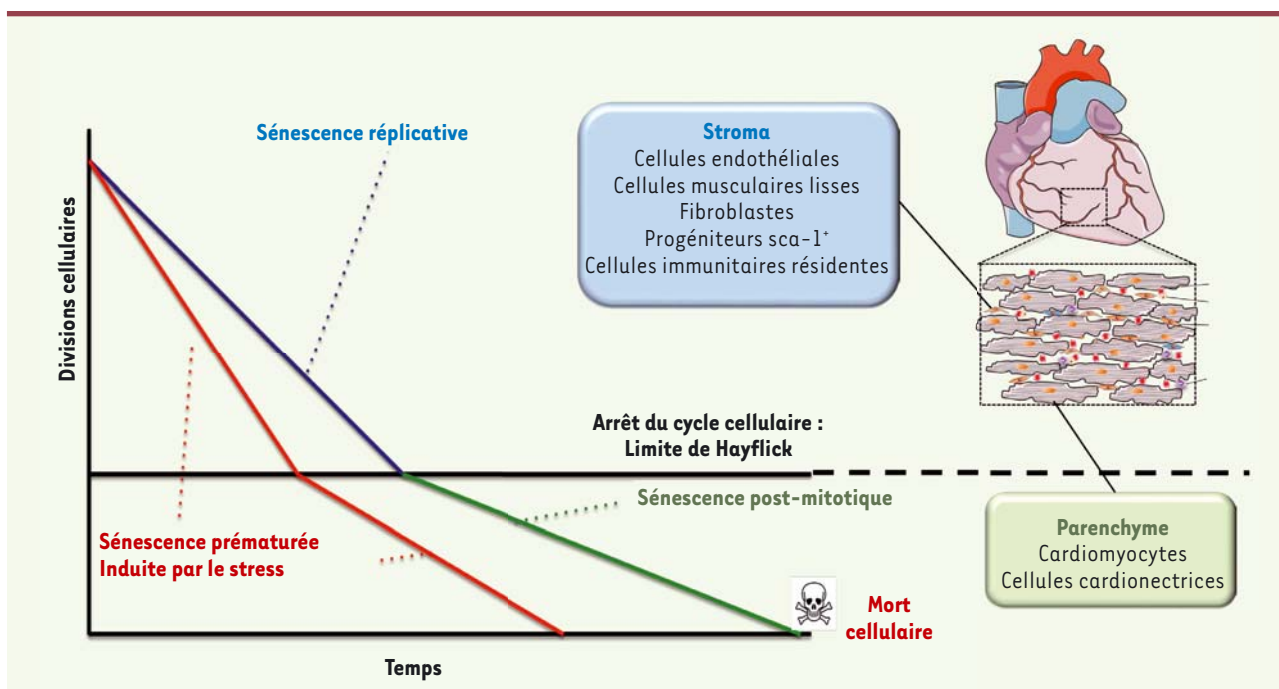 Sénescence réplicative
Stroma
Cellules endothéliales
Cellules musculaires lisses
Fibroblastes
Progéniteurs sca-1⁺
Cellules immunitaires résidentes
Divisions cellulaires
Arrêt du cycle cellulaire :
Limite de Hayflick
Sénescence post-mitotique
Sénescence prématurée
Induite par le stress
Parenchyme
Cardiomyocytes
Cellules cardionectrices
Mort
cellulaire
Temps